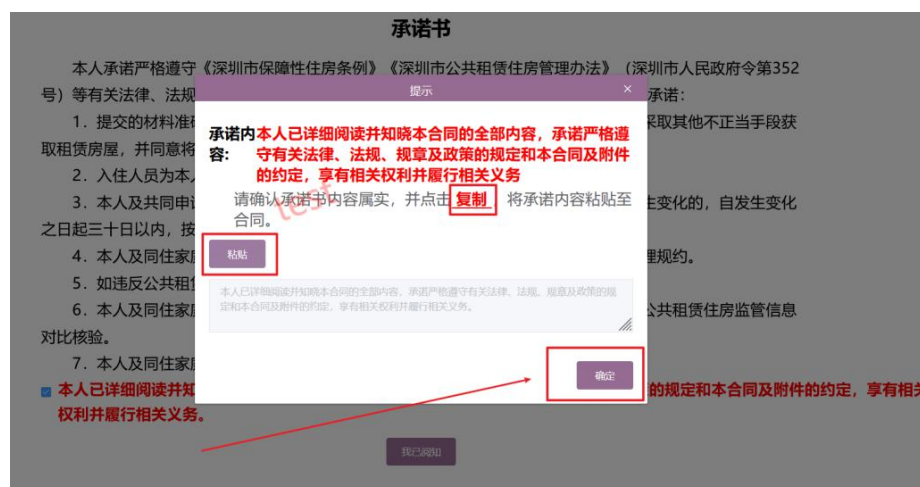 承诺书
本人承诺严格遵守《深圳市保障性住房条例》《深圳市公共租赁住房管理办法》（深圳市人民政府令第352
号）等有关法律、法规
承诺：
提示
×
1. 提交的材料准
采取其他不正当手段获
取租赁房屋，并同意将
2. 入住人员为本人
3. 本人及共同申请
生变化的，自发生变化
之日起三十日以内，按
4. 本人及同住家庭
理规约。
5. 如违反公共租赁
6. 本人及同住家庭
公共租赁住房监管信息
对比核验。
7. 本人及同住家庭
承诺内容：
本人已详细阅读并知晓本合同的全部内容，承诺严格遵
守有关法律、法规、规章及政策的规定和本合同及附件
的约定，享有相关权利并履行相关义务
请确认承诺书内容属实，并点击 复制 ，将承诺内容粘贴至
合同。
test
粘贴
本人已详细阅读并知晓本合同的全部内容，承诺严格遵守有关法律、法规、规章及政策的规
定和本合同及附件的约定，享有相关权利并履行相关义务。
确定
本人已详细阅读并知
的规定和本合同及附件的约定，享有相关
权利并履行相关义务。
我已阅知